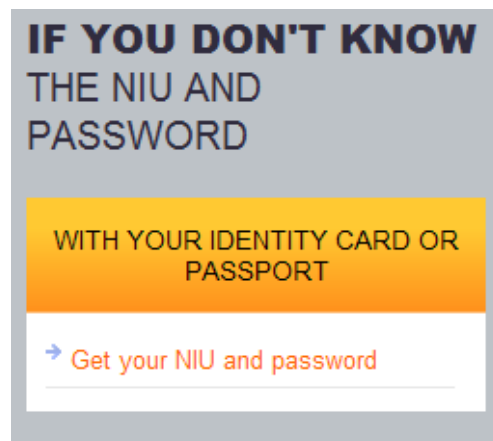 IF YOU DON'T KNOW
THE NIU AND
PASSWORD
WITH YOUR IDENTITY CARD OR
PASSPORT
Get your NIU and password